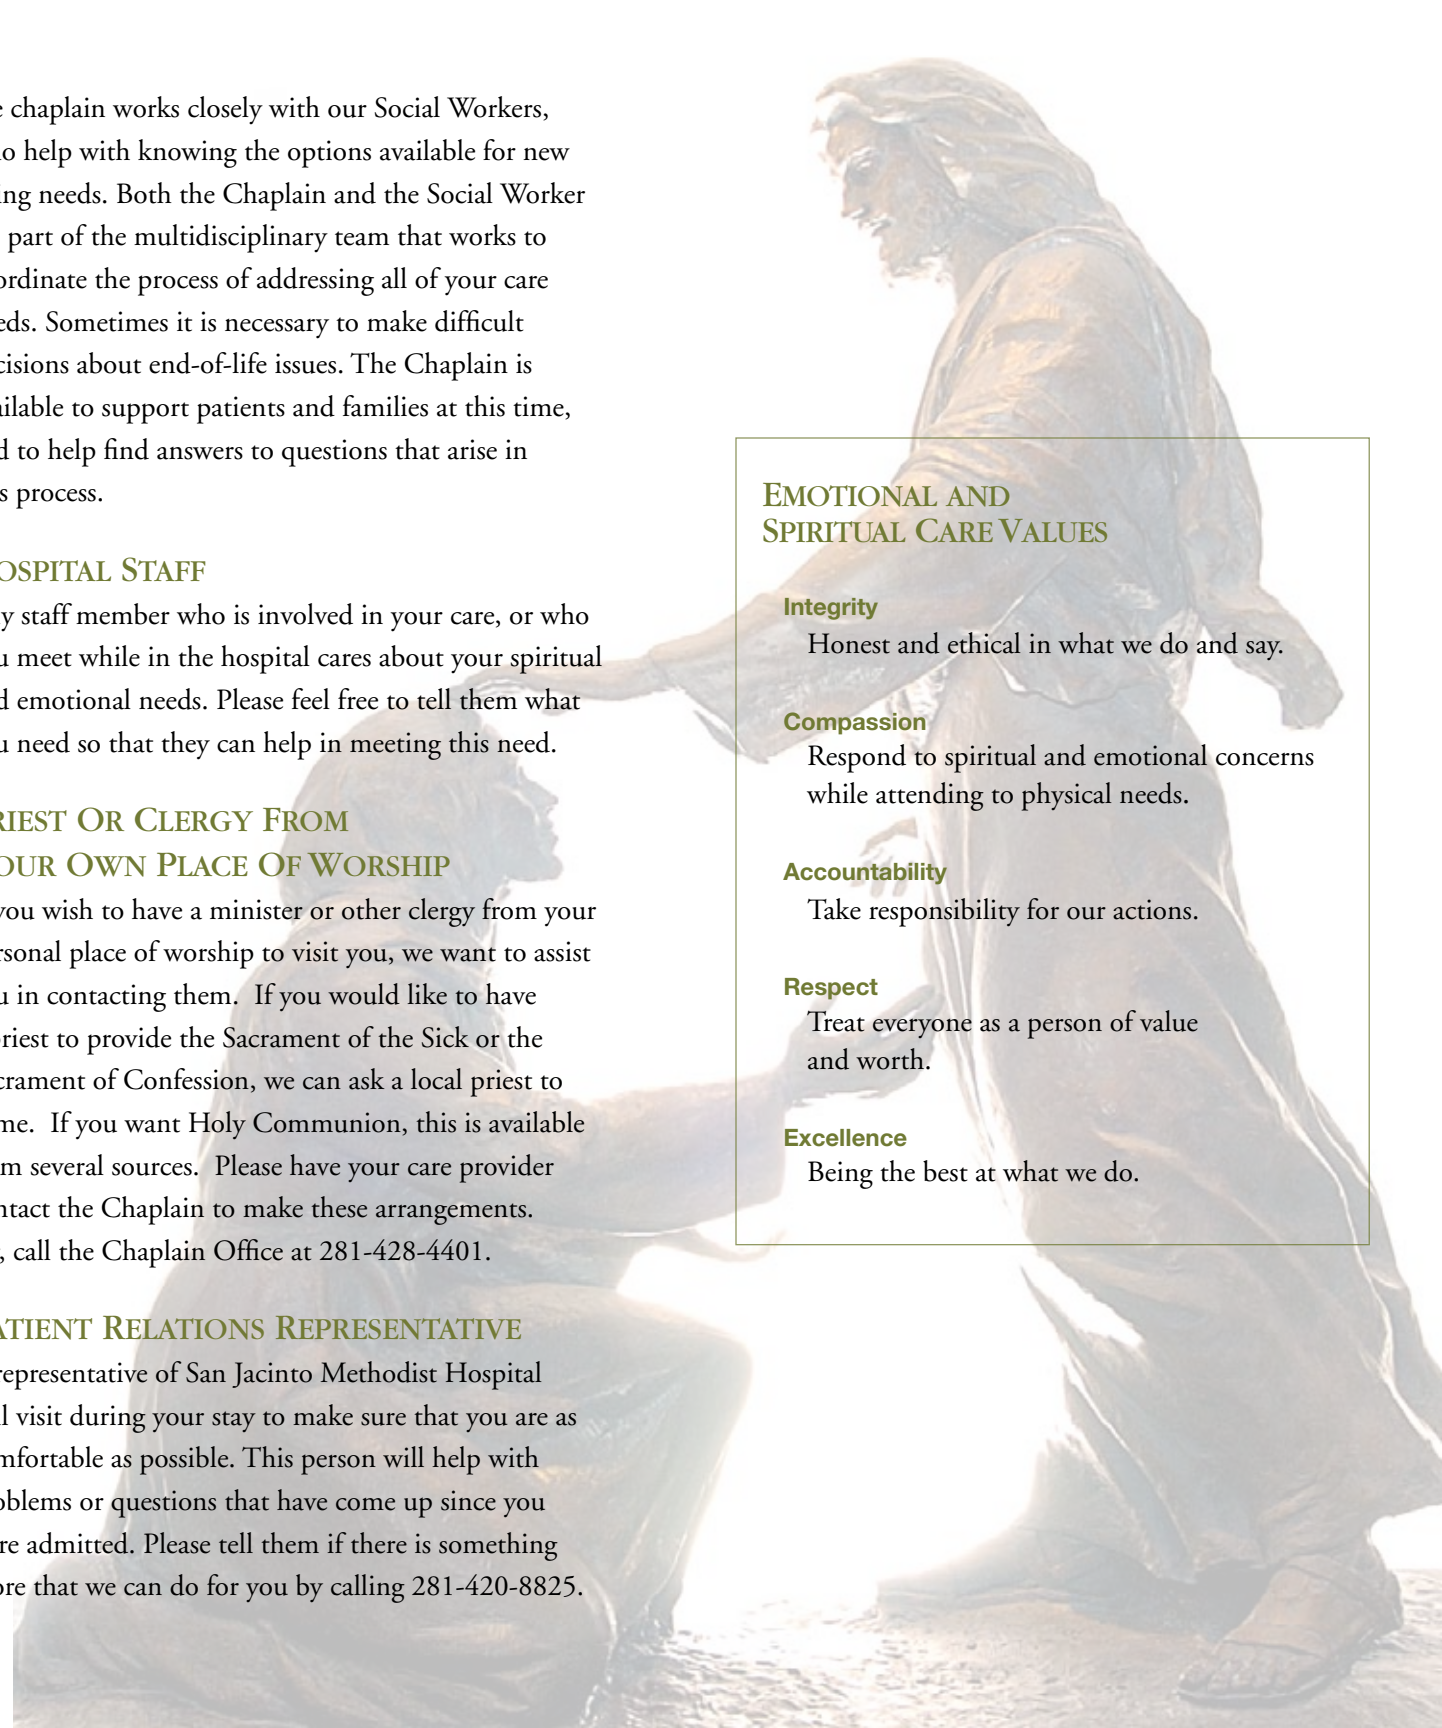 e chaplain works closely with our Social Workers,
o help with knowing the options available for new
ing needs. Both the Chaplain and the Social Worker
part of the multidisciplinary team that works to
ordinate the process of addressing all of your care
eds. Sometimes it is necessary to make difficult
cisions about end-of-life issues. The Chaplain is
ailable to support patients and families at this time,
d to help find answers to questions that arise in
s process.
OSPITAL STAFF
y staff member who is involved in your care, or who
u meet while in the hospital cares about your spiritual
d emotional needs. Please feel free to tell them what
u need so that they can help in meeting this need.
RIEST OR CLERGY FROM
OUR OWN PLACE OF WORSHIP
you wish to have a minister or other clergy from your
rsonal place of worship to visit you, we want to assist
u in contacting them.  If you would like to have
priest to provide the Sacrament of the Sick or the
crament of Confession, we can ask a local priest to
me.  If you want Holy Communion, this is available
m several sources.  Please have your care provider
ntact the Chaplain to make these arrangements.
, call the Chaplain Office at 281-428-4401.
ATIENT RELATIONS REPRESENTATIVE
representative of San Jacinto Methodist Hospital
ll visit during your stay to make sure that you are as
mfortable as possible. This person will help with
oblems or questions that have come up since you
re admitted. Please tell them if there is something
ore that we can do for you by calling 281-420-8825.
EMOTIONAL AND
SPIRITUAL CARE VALUES
Integrity
Honest and ethical in what we do and say.
Compassion
Respond to spiritual and emotional concerns
while attending to physical needs.
Accountability
Take responsibility for our actions.
Respect
Treat everyone as a person of value
and worth.
Excellence
Being the best at what we do.